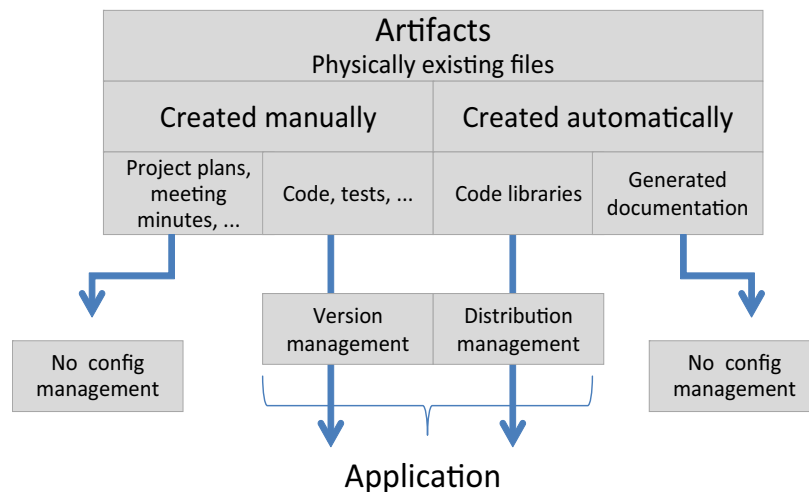 Artifacts
Physically existing files
Created manually
Created automatically
Project plans,
meeting
minutes, ...
Code, tests, ...
Code libraries
Generated
documentation
Version
management
Distribution
management
No config
management
No config
management
Application